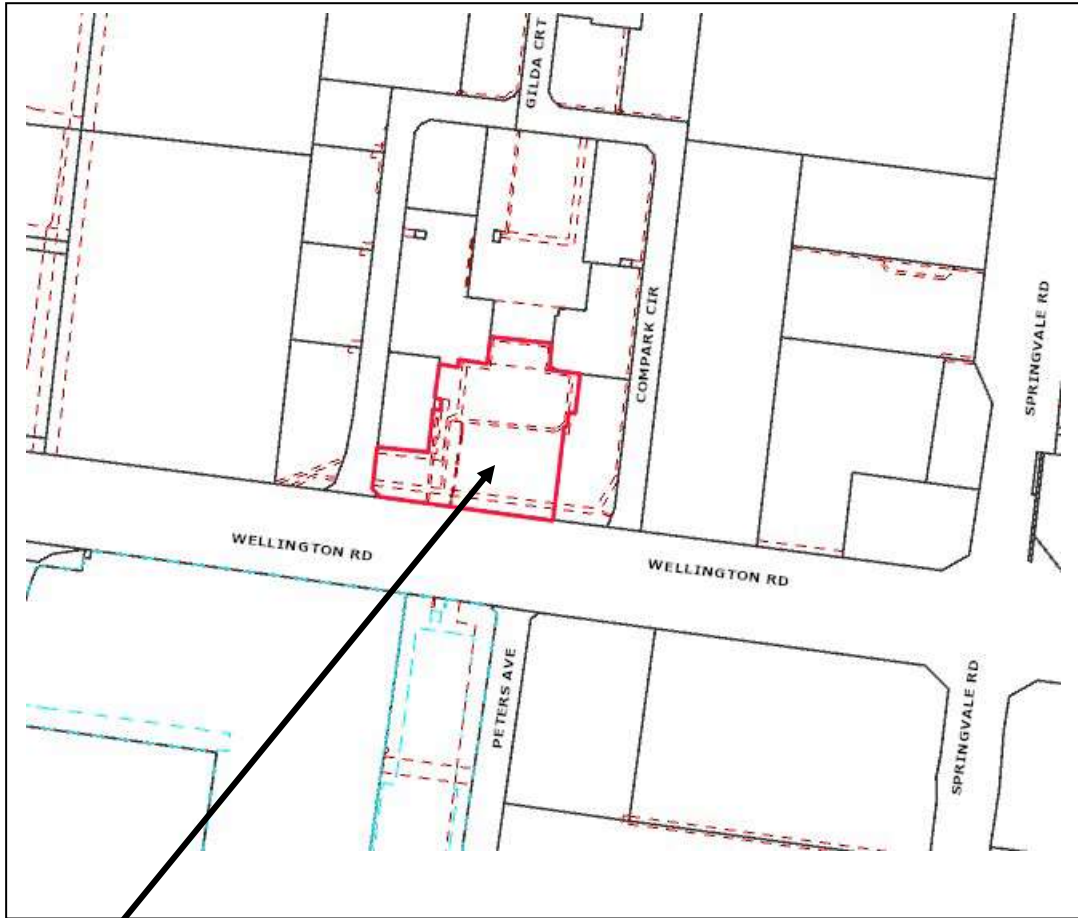 GILDA CRT
COMPARK CIR
SPRINGVALE RD
WELLINGTON RD
WELLINGTON RD
PETERS AVE
SPRINGVALE RD